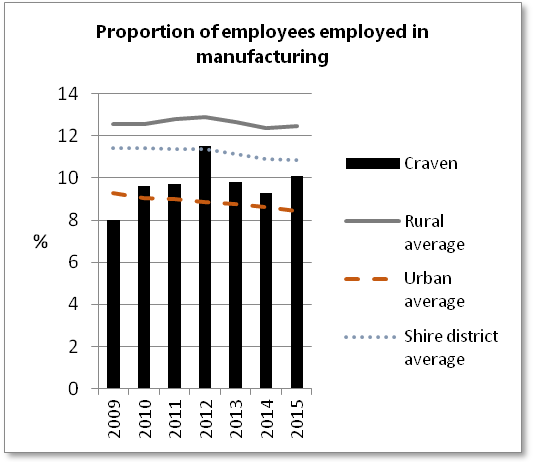 Proportion of employees employed in
manufacturing
14
12
10
8
6
4
2
0
%
2009
2010
2011
2012
2013
2014
2015
Craven
Rural
average
Urban
average
Shire district
average